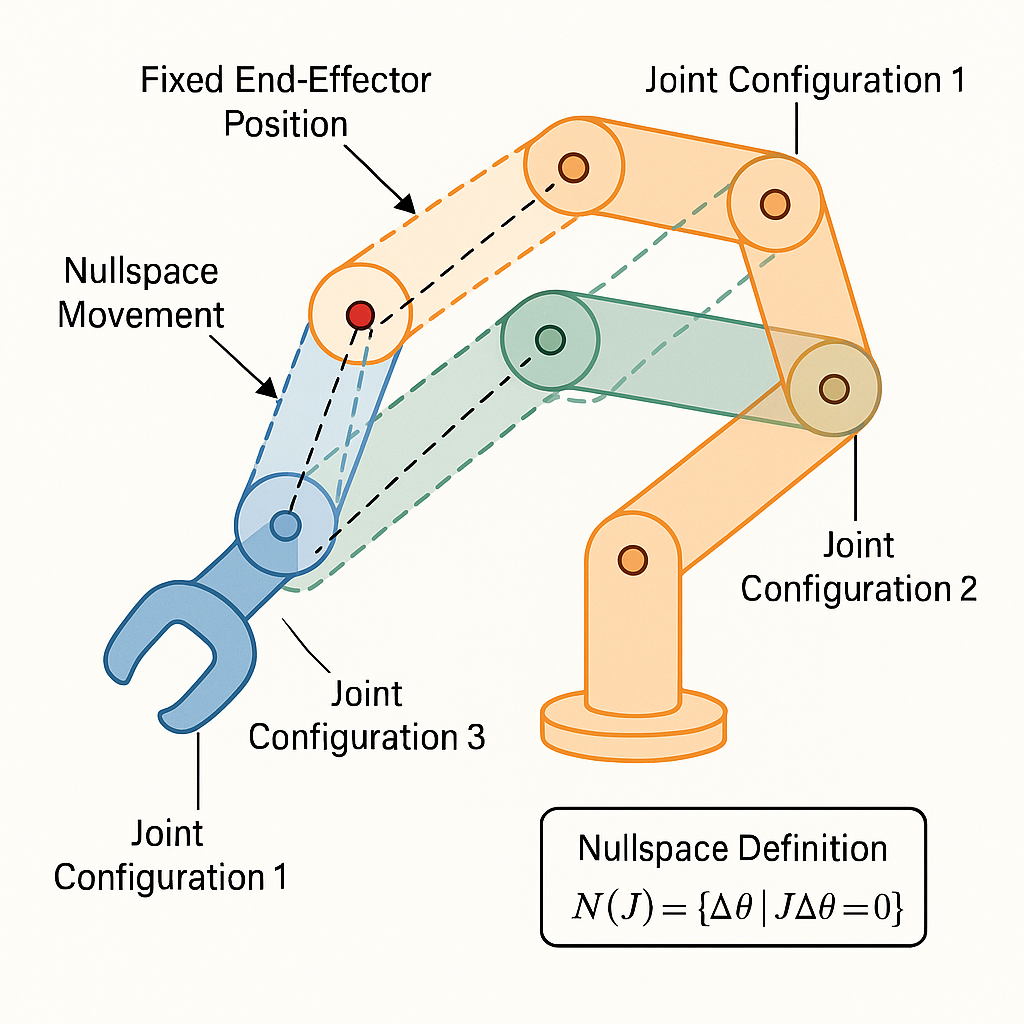 Fixed End-Effector
Position
Joint Configuration 1
Nullspace
Movement
Joint
Configuration 2
Joint
Configuration 3
Joint
Configuration 1
Nullspace Definition
N(J) = {Δθ | JΔθ = 0}